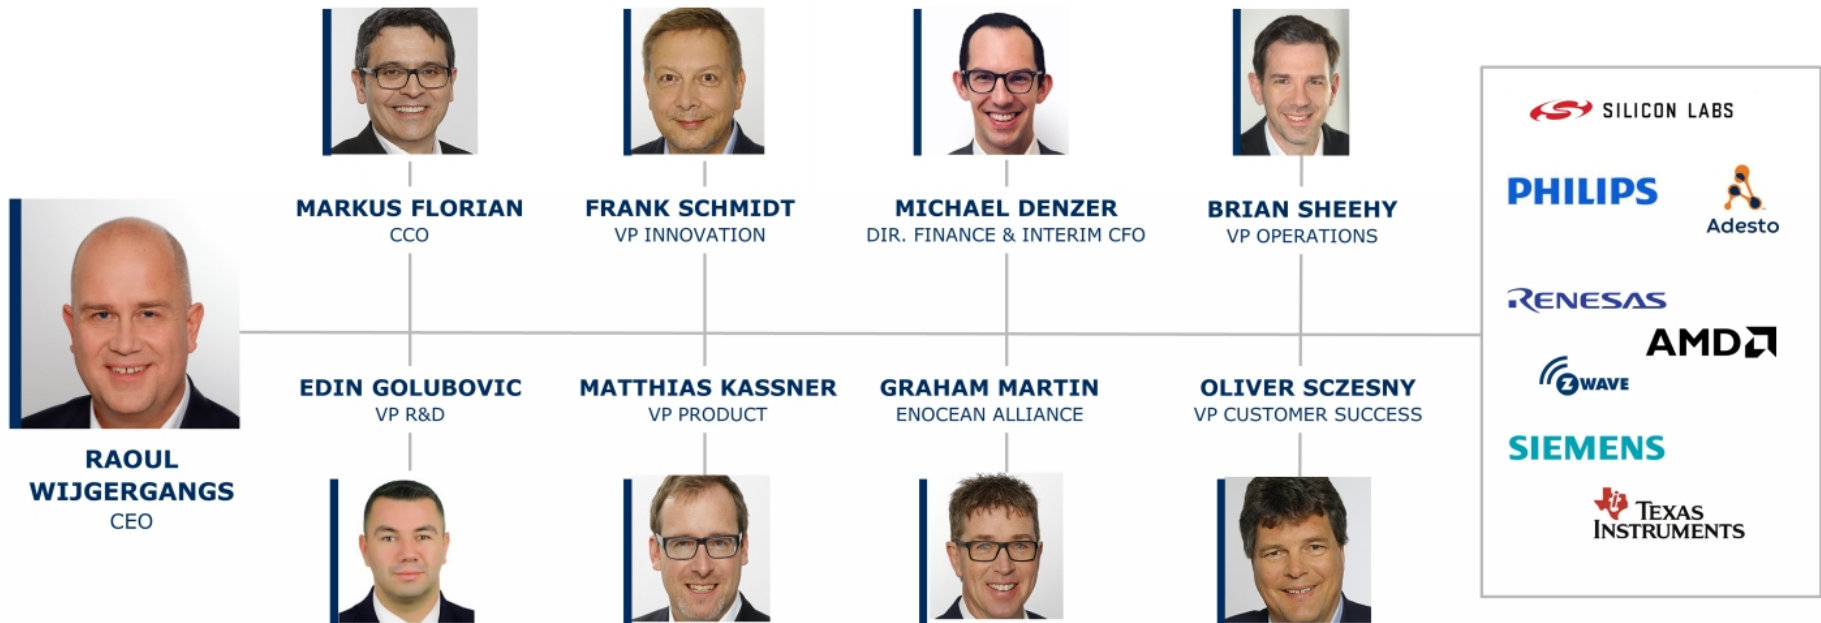 MARKUS FLORIAN
CCO
FRANK SCHMIDT
VP INNOVATION
MICHAEL DENZER
DIR. FINANCE & INTERIM CFO
BRIAN SHEEHY
VP OPERATIONS
RAOUL
WIJGERGANGS
CEO
EDIN GOLUBOVIC
VP R&D
MATTHIAS KASSNER
VP PRODUCT
GRAHAM MARTIN
ENOCEAN ALLIANCE
OLIVER SCZESNY
VP CUSTOMER SUCCESS
SILICON LABS
PHILIPS
Adesto
RENESAS
AMD
Z WAVE
SIEMENS
TEXAS
INSTRUMENTS